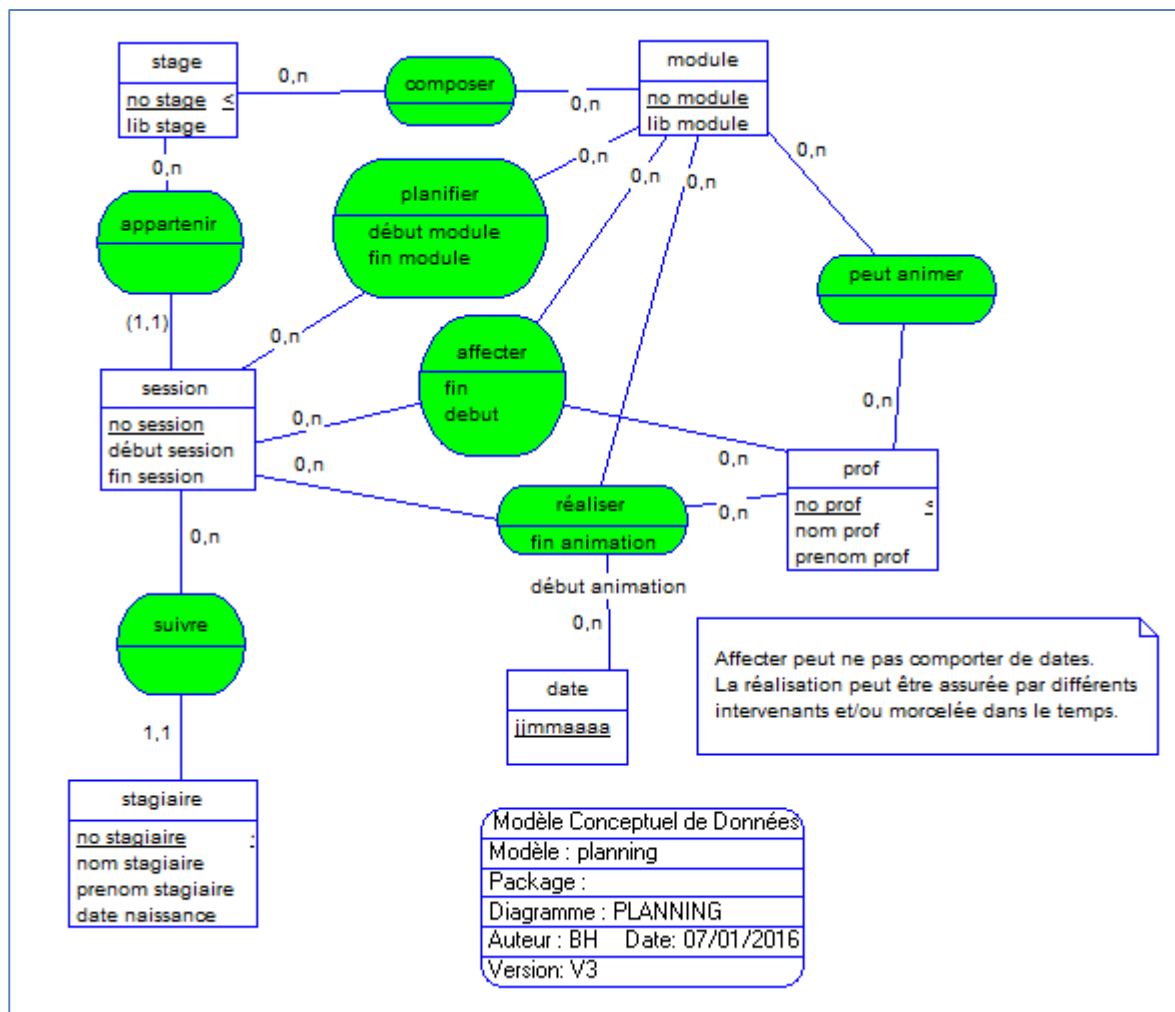 stage
no stage <
lib stage
0,n
composer
0,n
module
no module
lib module
0,n
appartenir
(1,1)
planifier
début module
fin module
0,n
0,n
0,n
0,n
0,n
peut animer
0,n
affecter
fin
debut
0,n
0,n
session
no session
début session
fin session
0,n
0,n
réaliser
fin animation
0,n
début animation
0,n
prof
no prof <
nom prof
prenom prof
suivre
1,1
date
jjmmaaaa
Affecter peut ne pas comporter de dates.
La réalisation peut être assurée par différents
intervenants et/ou morcelée dans le temps.
stagiaire
no stagiaire
nom stagiaire
prenom stagiaire
date naissance
Modèle Conceptuel de Données
Modèle : planning
Package :
Diagramme : PLANNING
Auteur : BH Date: 07/01/2016
Version: V3